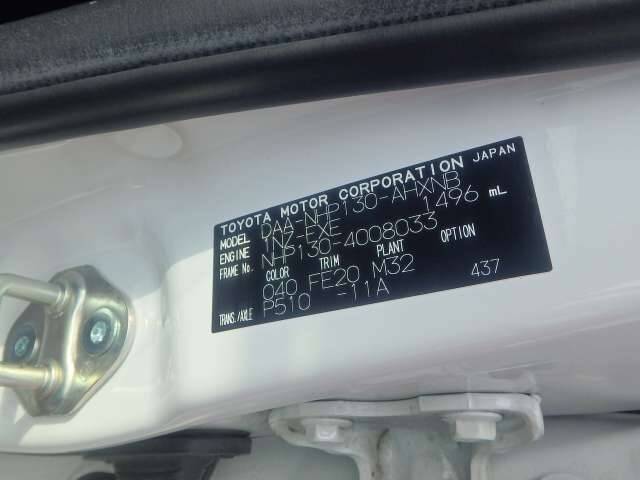 TOYOTA MOTOR CORPORATION JAPAN
MODEL DAA-NHP130-AHXNB
ENGINE 1NZ-FXE 1496 mL
FRAME No. NHP130-4008033
COLOR TRIM PLANT OPTION
040 FE20 M32
TRANS./AXLE P510 -11A 437